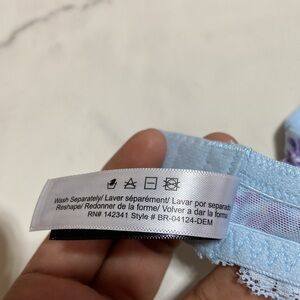 Wash Separately/ Laver séparément/ Lavar por separa
Reshape/ Redonner de la forme/ Volver a dar la forma
RN# 142341 Style # BR-04124-DEM